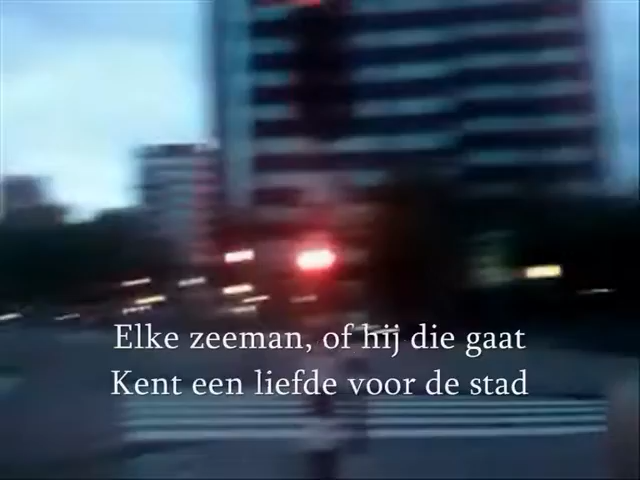 Elke zeeman, of hij die gaat
Kent een liefde voor de stad